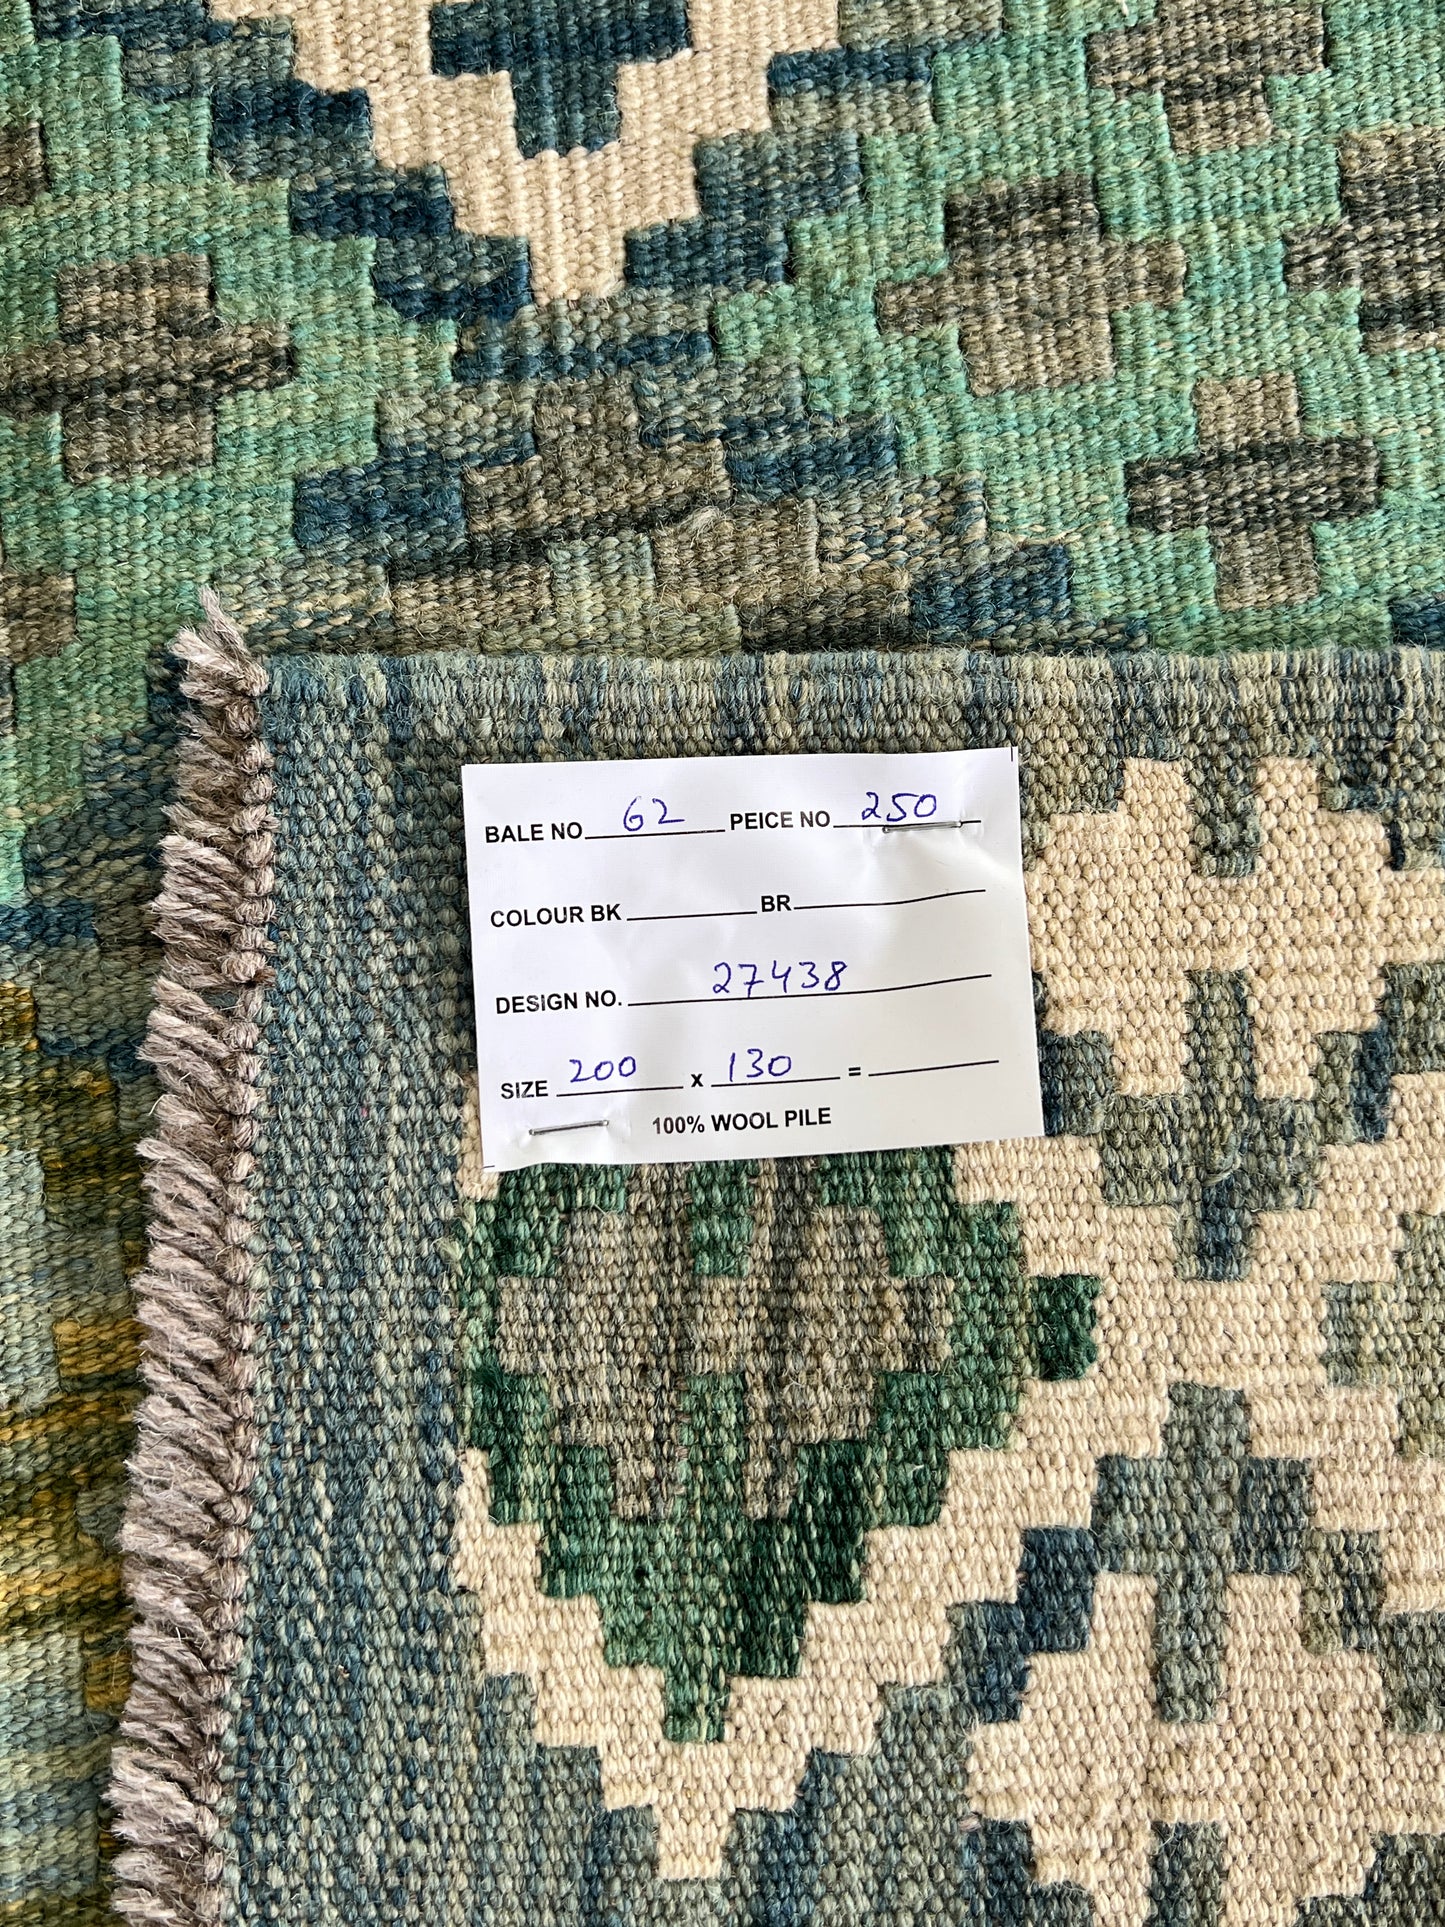 BALE NO 62 PEICE NO 250
COLOUR BK BR
DESIGN NO. 27438
SIZE 200 x 130 =
100% WOOL PILE